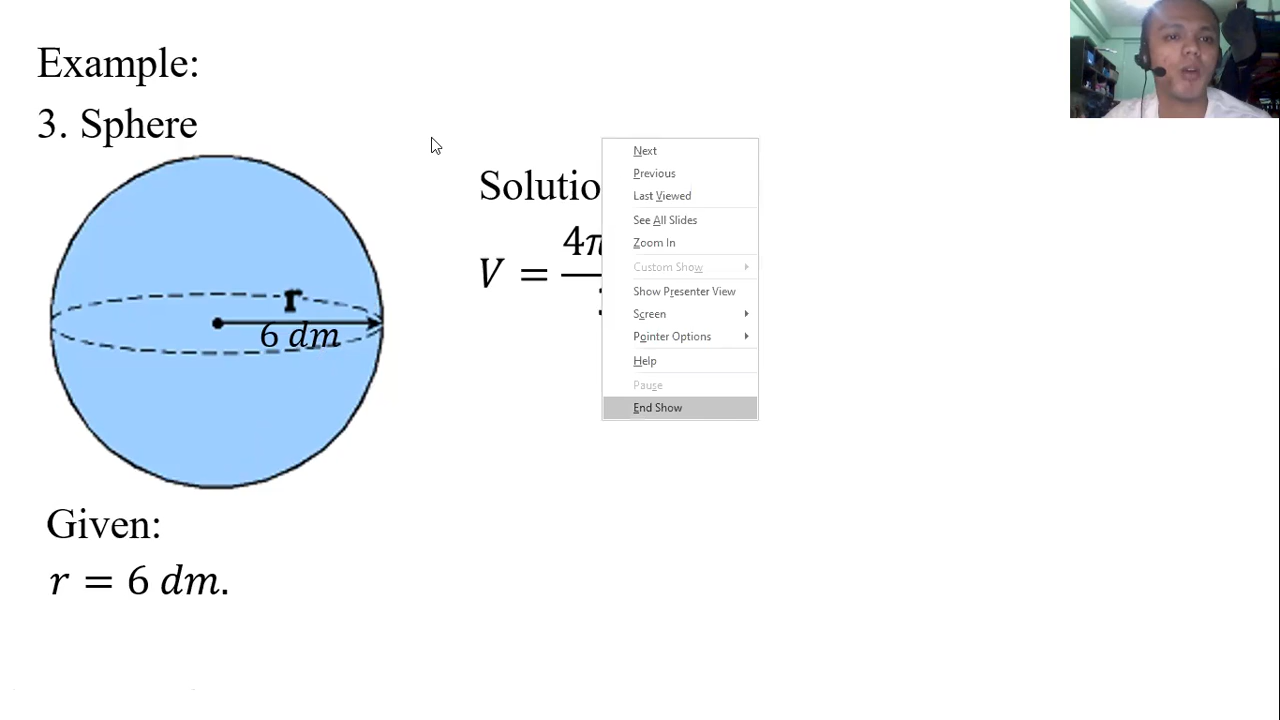 Example:
3. Sphere
r
6 dm
Given:
r = 6 dm.
Solutio
V = 4π
Next
Previous
Last Viewed
See All Slides
Zoom In
Custom Show
Show Presenter View
Screen
Pointer Options
Help
Pause
End Show